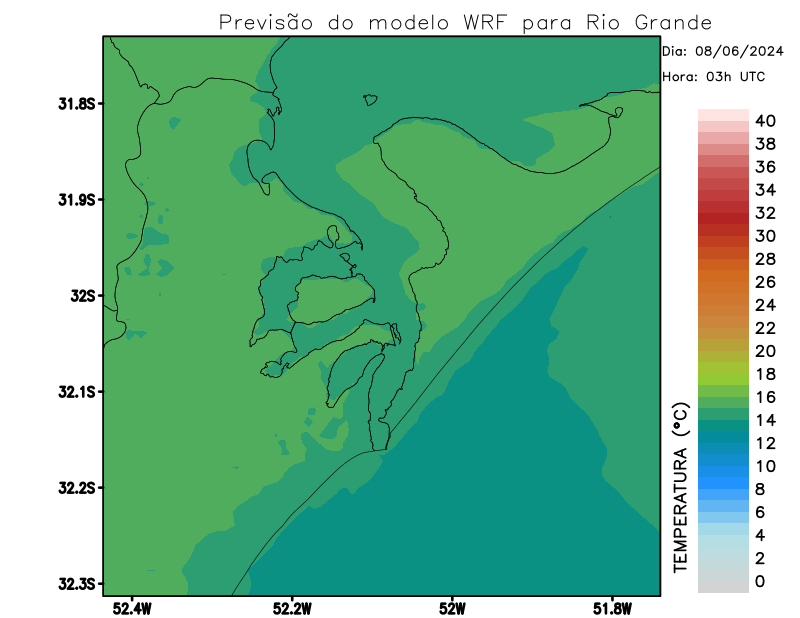 Previsão do modelo WRF para Rio Grande
Dia: 08/06/2024
Hora: 03h UTC
31.8S
31.9S
32S
32.1S
32.2S
32.3S
52.4W
52.2W
52W
51.8W
TEMPERATURA (°C)
40
38
36
34
32
30
28
26
24
22
20
18
16
14
12
10
8
6
4
2
0